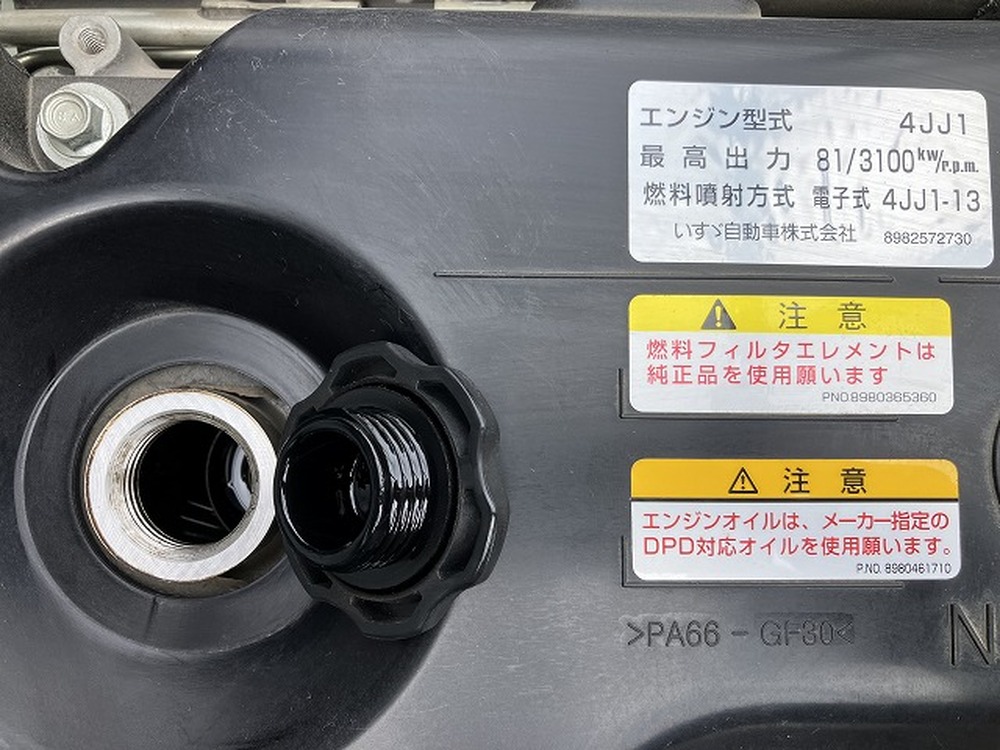 エンジン型式 4JJ1
最高出力 81/3100kW/r.p.m.
燃料噴射方式 電子式 4JJ1-13
いすゞ自動車株式会社 8982572730
注意
燃料フィルタエレメントは
純正品を使用願います
PNO.8980365360
注意
エンジンオイルは、メーカー指定の
DPD対応オイルを使用願います。
P.NO. 8980461710
>PA66-GF30<
N